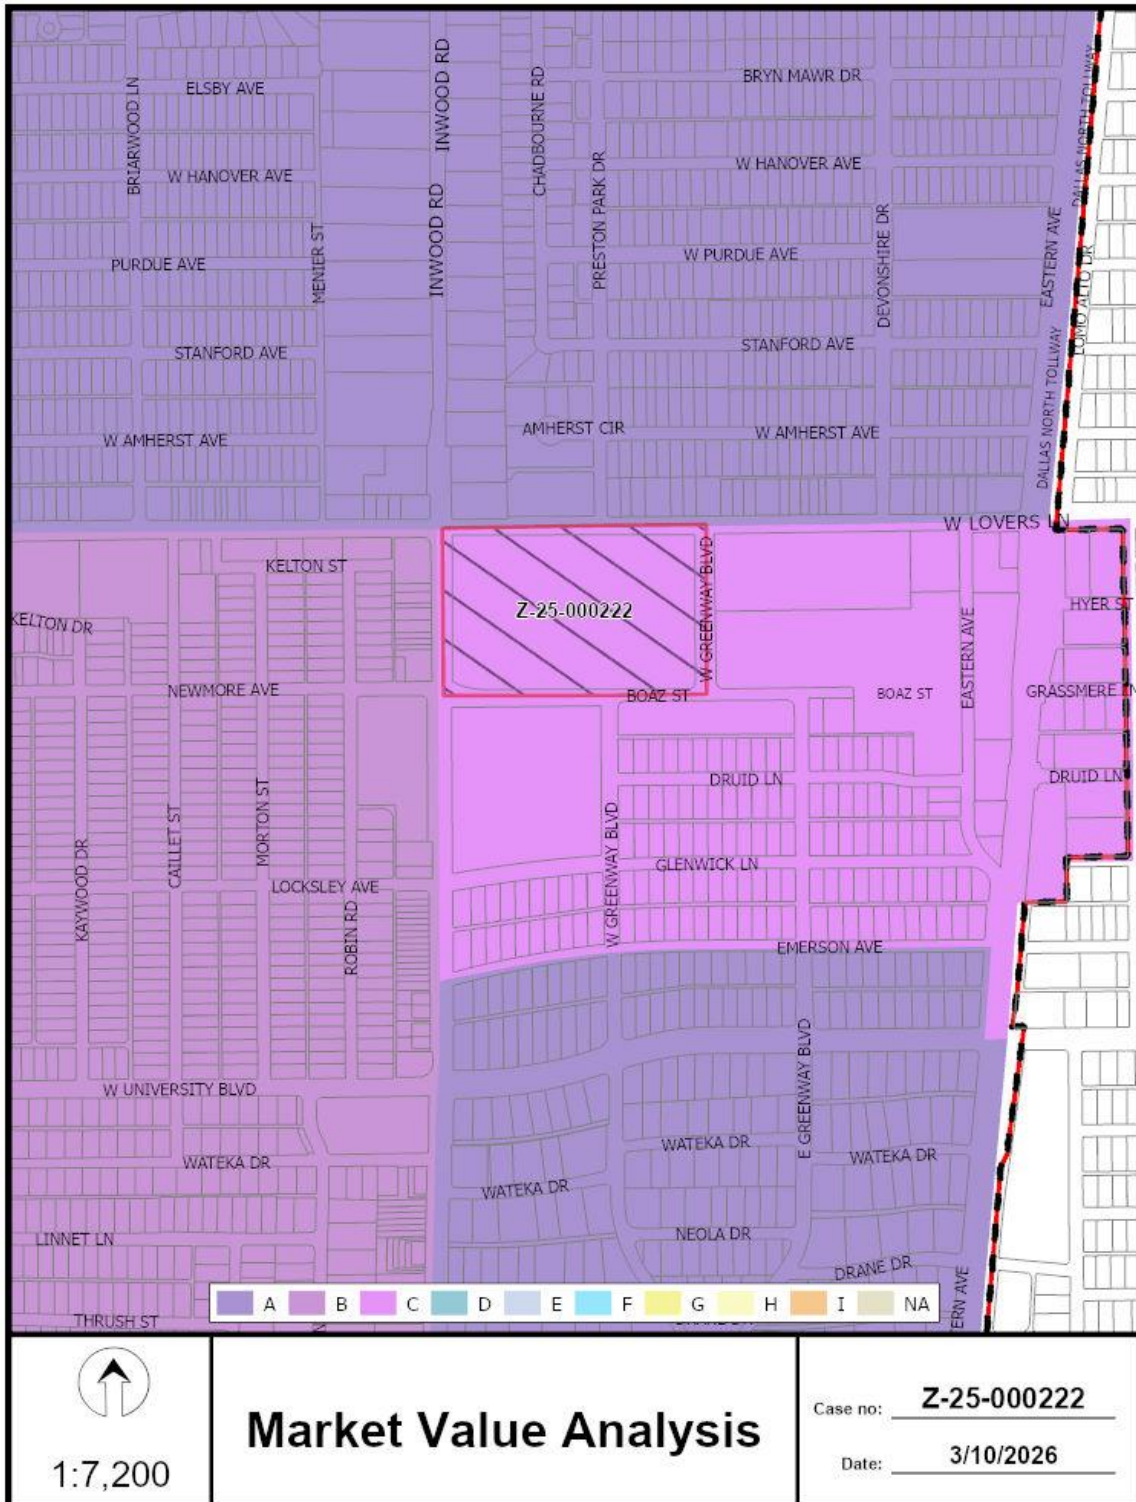 ELSBY AVE
BRIARWOOD LN
W HANOVER AVE
PURDUE AVE
MENIER ST
STANFORD AVE
W AMHERST AVE
INWOOD RD
INWOOD RD
CHADBOURNE RD
PRESTON PARK DR
BRYN MAWR DR
W HANOVER AVE
W PURDUE AVE
DEVONSHIRE DR
STANFORD AVE
AMHERST CIR
W AMHERST AVE
EASTERN AVE
DALLAS NORTH TOLLWAY
LOMO ALTO DR
DALLAS NORTH TOLLWAY
DALLAS NORTH TOLLWAY
W LOVERS LN
KELTON ST
KELTON DR
Z-25-000222
W GREENWAY BLVD
HYER ST
NEWMORE AVE
BOAZ ST
BOAZ ST
EASTERN AVE
GRASSMERE LN
DRUID LN
DRUID LN
KAYWOOD DR
CAILLET ST
MORTON ST
W GREENWAY BLVD
GLENWICK LN
LOCKSLEY AVE
ROBIN RD
EMERSON AVE
W UNIVERSITY BLVD
E GREENWAY BLVD
WATEKA DR
WATEKA DR
WATEKA DR
WATEKA DR
LINNET LN
NEOLA DR
DRANE DR
ERN AVE
A B C D E F G H I NA
THRUSH ST
1:7,200
Market Value Analysis
Case no: Z-25-000222
Date: 3/10/2026